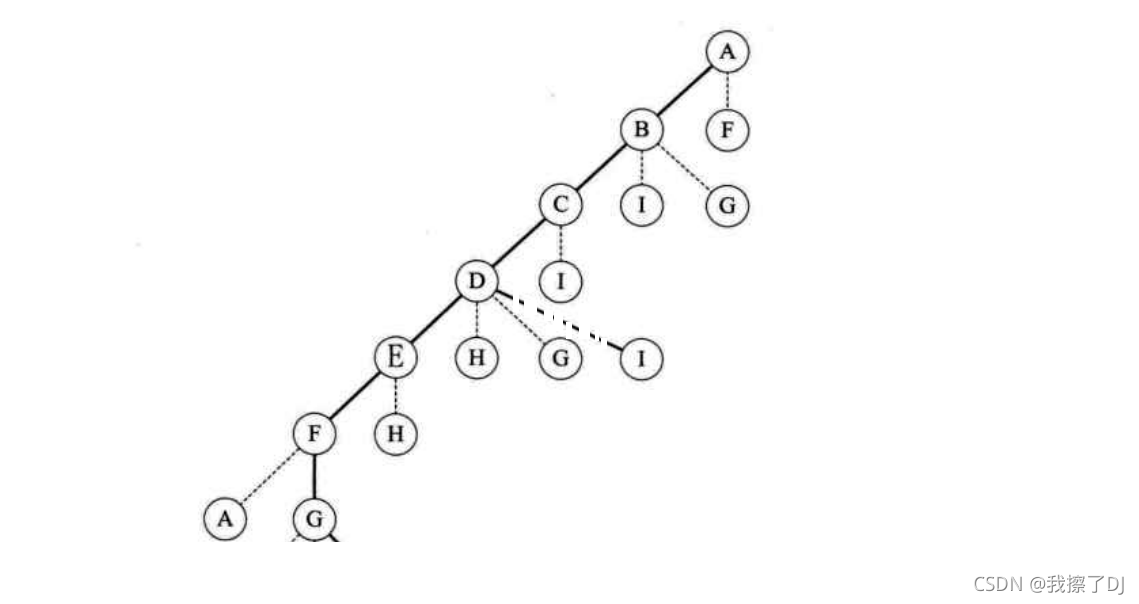 A
B F
C I G
D I
E H G I
F H
A G
CSDN @我擦了DJ